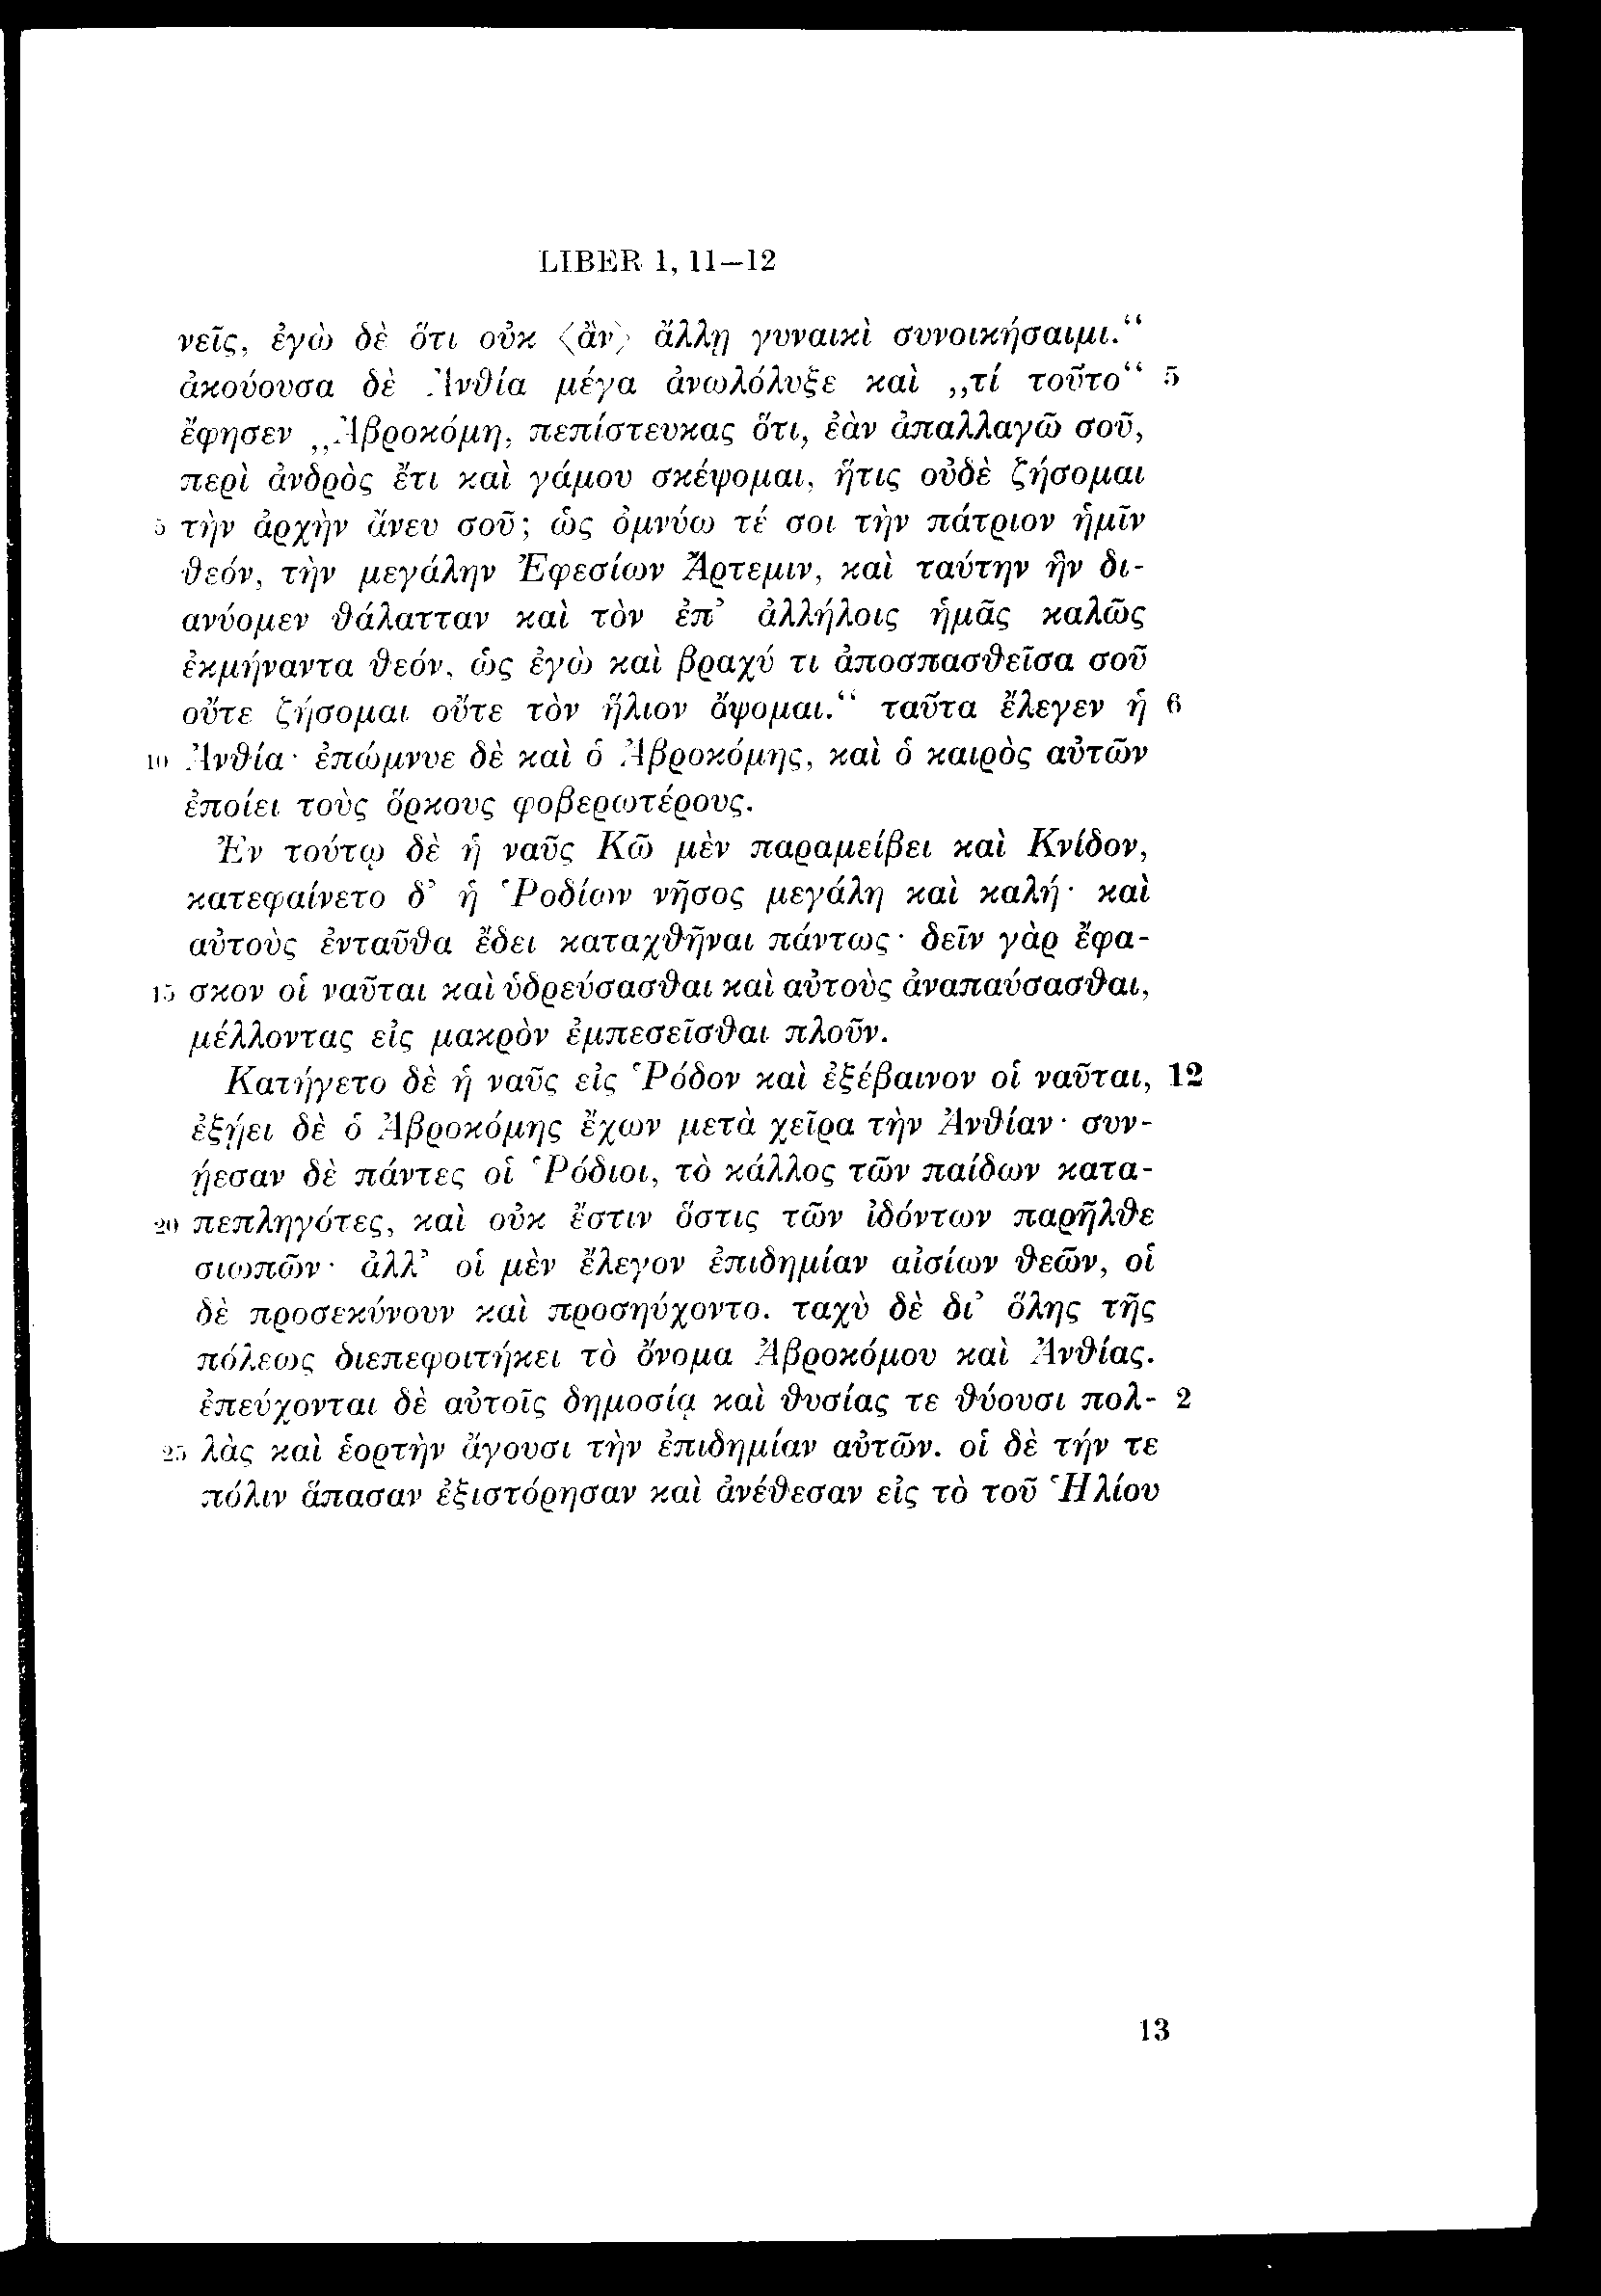 LIBER 1, 11–12
νεῖς, ἐγὼ δὲ ὅτι οὐκ 〈ἂν〉 ἄλλῃ γυναικὶ συνοικήσαιμι.“
ἀκούουσα δὲ Ἀνθία μέγα ἀνωλόλυξε καὶ „τί τοῦτο“ 5
ἔφησεν „Ἁβροκόμη, πεπίστευκας ὅτι, ἐὰν ἀπαλλαγῶ σοῦ,
περὶ ἀνδρὸς ἔτι καὶ γάμου σκέψομαι, ἥτις οὐδὲ ζήσομαι
5 τὴν ἀρχὴν ἄνευ σοῦ; ὡς ὀμνύω τέ σοι τὴν πάτριον ἡμῖν
θεόν, τὴν μεγάλην Ἐφεσίων Ἄρτεμιν, καὶ ταύτην ἣν δι-
ανύομεν θάλατταν καὶ τὸν ἐπ’ ἀλλήλοις ἡμᾶς καλῶς
ἐκμήναντα θεόν, ὡς ἐγὼ καὶ βραχύ τι ἀποσπασθεῖσα σοῦ
οὔτε ζήσομαι οὔτε τὸν ἥλιον ὄψομαι.“ ταῦτα ἔλεγεν ἡ 6
10 Ἀνθία· ἐπώμνυε δὲ καὶ ὁ Ἁβροκόμης, καὶ ὁ καιρὸς αὐτῶν
ἐποίει τοὺς ὅρκους φοβερωτέρους.
Ἐν τούτῳ δὲ ἡ ναῦς Κῶ μὲν παραμείβει καὶ Κνίδον,
κατεφαίνετο δ’ ἡ Ῥοδίων νῆσος μεγάλη καὶ καλή· καὶ
αὐτοὺς ἐνταῦθα ἔδει καταχθῆναι πάντως· δεῖν γὰρ ἔφα-
15 σκον οἱ ναῦται καὶ ὑδρεύσασθαι καὶ αὐτοὺς ἀναπαύσασθαι,
μέλλοντας εἰς μακρὸν ἐμπεσεῖσθαι πλοῦν.
Κατήγετο δὲ ἡ ναῦς εἰς Ῥόδον καὶ ἐξέβαινον οἱ ναῦται, 12
ἐξῄει δὲ ὁ Ἁβροκόμης ἔχων μετὰ χεῖρα τὴν Ἀνθίαν· συν-
ῄεσαν δὲ πάντες οἱ Ῥόδιοι, τὸ κάλλος τῶν παίδων κατα-
20 πεπληγότες, καὶ οὐκ ἔστιν ὅστις τῶν ἰδόντων παρῆλθε
σιωπῶν· ἀλλ’ οἱ μὲν ἔλεγον ἐπιδημίαν αἰσίων θεῶν, οἱ
δὲ προσεκύνουν καὶ προσηύχοντο. ταχὺ δὲ δι’ ὅλης τῆς
πόλεως διεπεφοιτήκει τὸ ὄνομα Ἁβροκόμου καὶ Ἀνθίας.
ἐπεύχονται δὲ αὐτοῖς δημοσίᾳ καὶ θυσίας τε θύουσι πολ- 2
25 λὰς καὶ ἑορτὴν ἄγουσι τὴν ἐπιδημίαν αὐτῶν. οἱ δὲ τήν τε
πόλιν ἅπασαν ἐξιστόρησαν καὶ ἀνέθεσαν εἰς τὸ τοῦ Ἡλίου
13